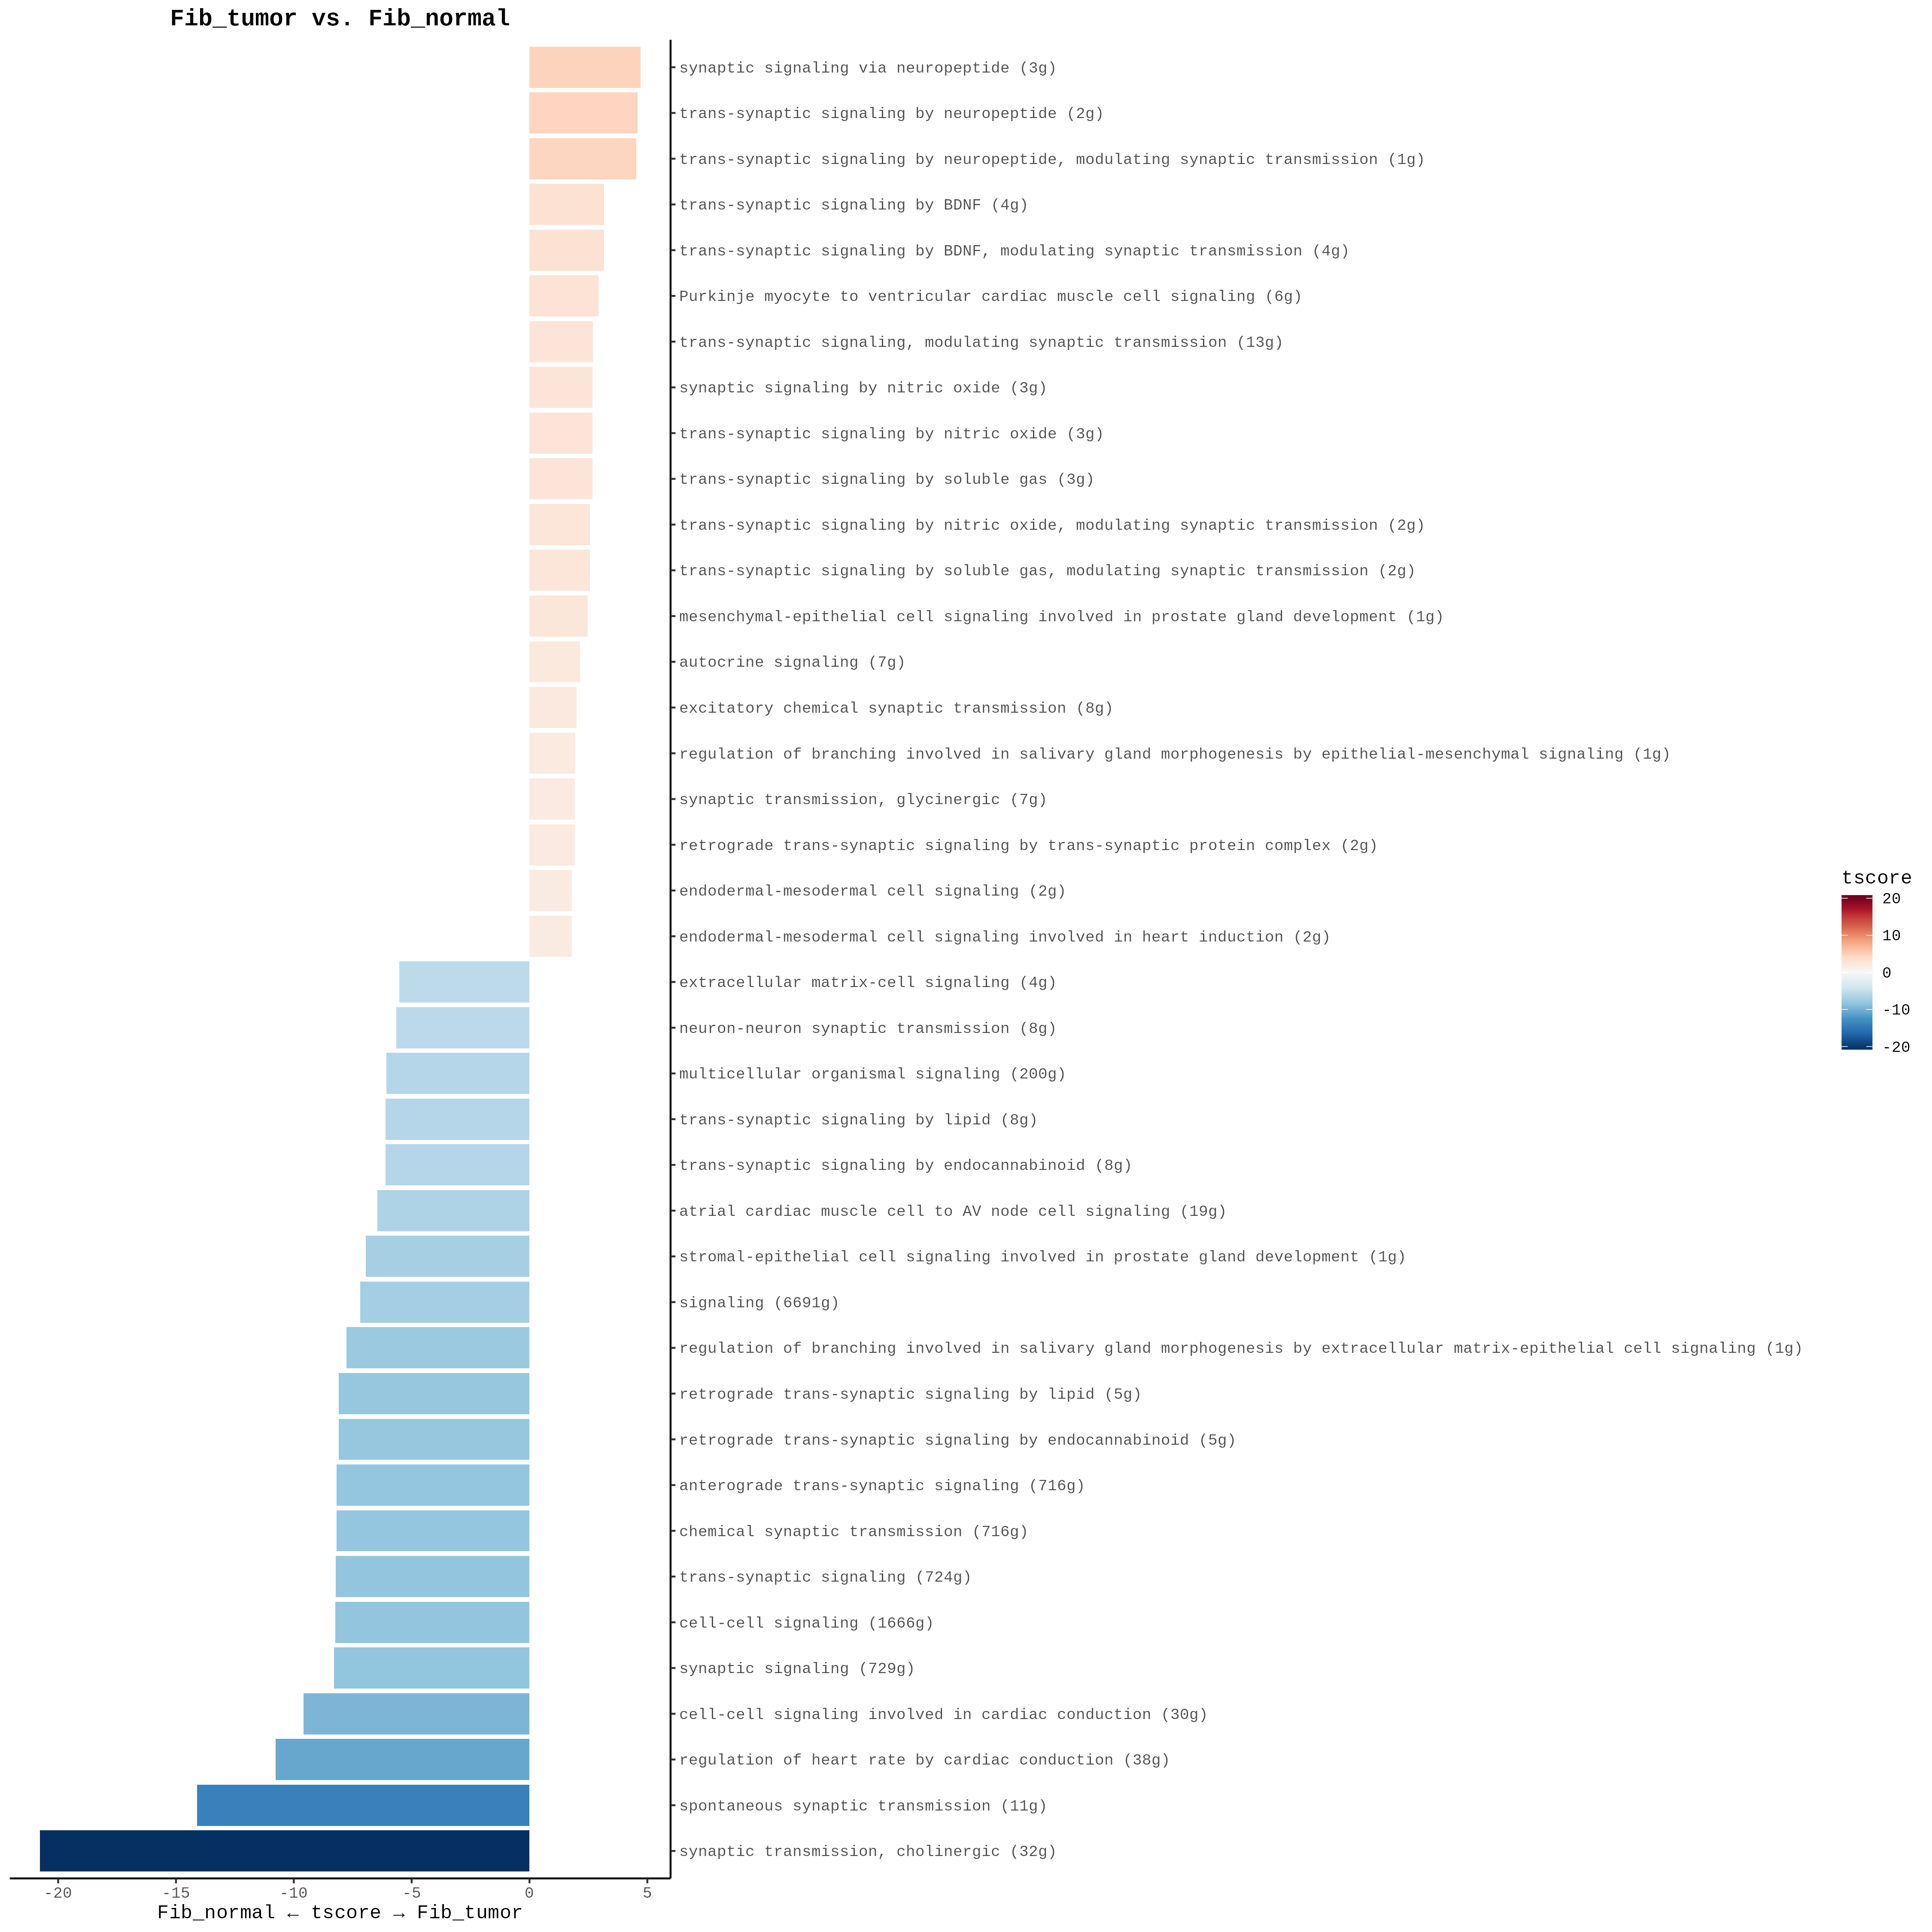 Fib_tumor vs. Fib_normal
synaptic signaling via neuropeptide (3g)
trans-synaptic signaling by neuropeptide (2g)
trans-synaptic signaling by neuropeptide, modulating synaptic transmission (1g)
trans-synaptic signaling by BDNF (4g)
trans-synaptic signaling by BDNF, modulating synaptic transmission (4g)
Purkinje myocyte to ventricular cardiac muscle cell signaling (6g)
trans-synaptic signaling, modulating synaptic transmission (13g)
synaptic signaling by nitric oxide (3g)
trans-synaptic signaling by nitric oxide (3g)
trans-synaptic signaling by soluble gas (3g)
trans-synaptic signaling by nitric oxide, modulating synaptic transmission (2g)
trans-synaptic signaling by soluble gas, modulating synaptic transmission (2g)
mesenchymal-epithelial cell signaling involved in prostate gland development (1g)
autocrine signaling (7g)
excitatory chemical synaptic transmission (8g)
regulation of branching involved in salivary gland morphogenesis by epithelial-mesenchymal signaling (1g)
synaptic transmission, glycinergic (7g)
retrograde trans-synaptic signaling by trans-synaptic protein complex (2g)
endodermal-mesodermal cell signaling (2g)
endodermal-mesodermal cell signaling involved in heart induction (2g)
extracellular matrix-cell signaling (4g)
neuron-neuron synaptic transmission (8g)
multicellular organismal signaling (200g)
trans-synaptic signaling by lipid (8g)
trans-synaptic signaling by endocannabinoid (8g)
atrial cardiac muscle cell to AV node cell signaling (19g)
stromal-epithelial cell signaling involved in prostate gland development (1g)
signaling (6691g)
regulation of branching involved in salivary gland morphogenesis by extracellular matrix-epithelial cell signaling (1g)
retrograde trans-synaptic signaling by lipid (5g)
retrograde trans-synaptic signaling by endocannabinoid (5g)
anterograde trans-synaptic signaling (716g)
chemical synaptic transmission (716g)
trans-synaptic signaling (724g)
cell-cell signaling (1666g)
synaptic signaling (729g)
cell-cell signaling involved in cardiac conduction (30g)
regulation of heart rate by cardiac conduction (38g)
spontaneous synaptic transmission (11g)
synaptic transmission, cholinergic (32g)
-20 -15 -10 -5 0 5
Fib_normal ← tscore → Fib_tumor
tscore
20
10
0
-10
-20